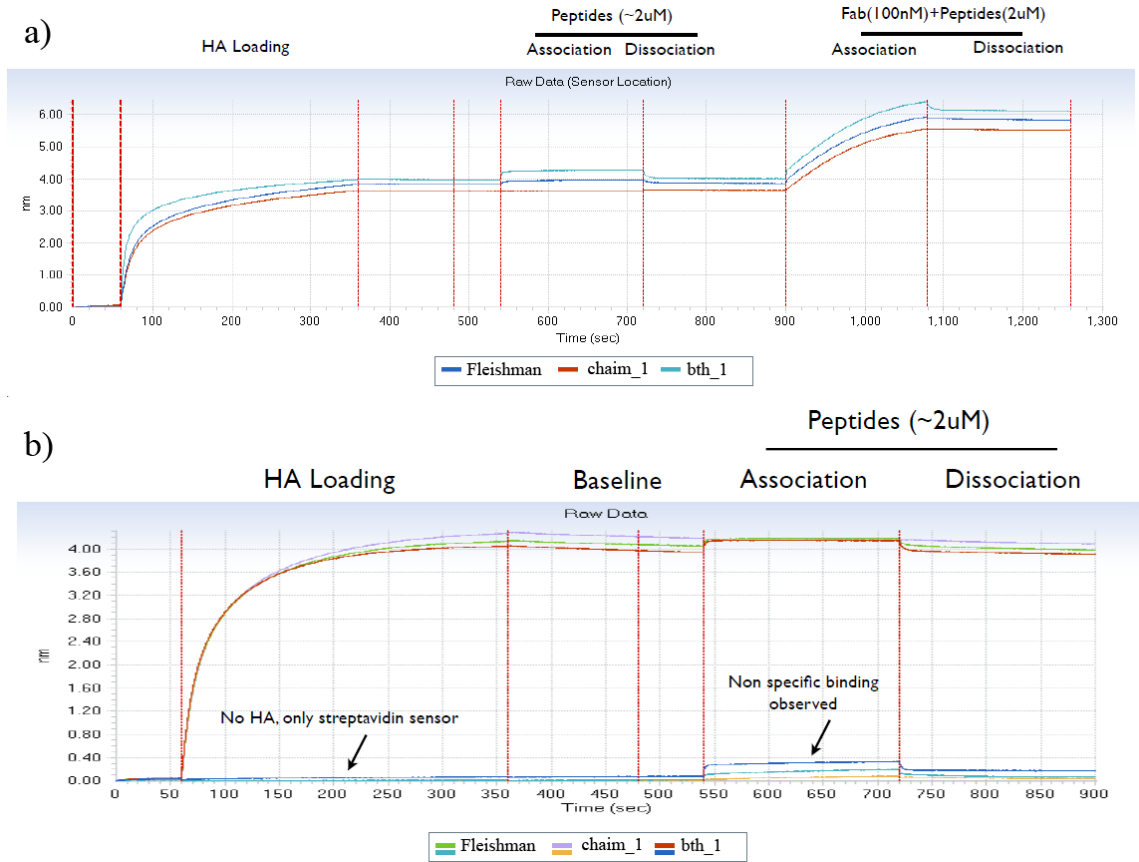 a)
Peptides (~2uM)
Fab(100nM)+Peptides(2uM)
HA Loading
Association Dissociation
Association
Dissociation
Raw Data (Sensor Location)
6.00
5.00
4.00
3.00
2.00
1.00
0.00
nm
0 100 200 300 400 500 600 700 800 900 1,000 1,100 1,200 1,300
Time (sec)
Fleishman chaim_1 bth_1
b)
Peptides (~2uM)
HA Loading Baseline Association Dissociation
Raw Data
4.00
3.60
3.20
2.80
2.40
2.00
1.60
1.20
0.80
0.40
0.00
nm
No HA, only streptavidin sensor
Non specific binding
observed
50 100 150 200 250 300 350 400 450 500 550 600 650 700 750 800 850 900
Time (sec)
Fleishman chaim_1 bth_1